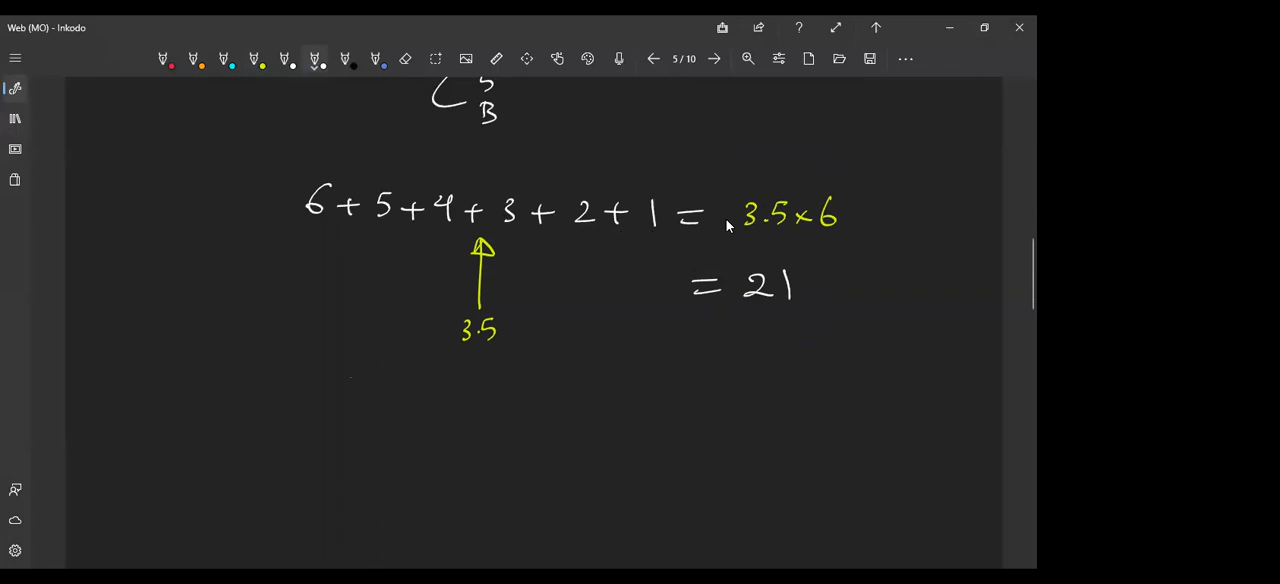 Web (MO) - Inkodo
5 / 10
B
6 + 5 + 4 + 3 + 2 + 1 = 3.5 × 6
= 21
3.5